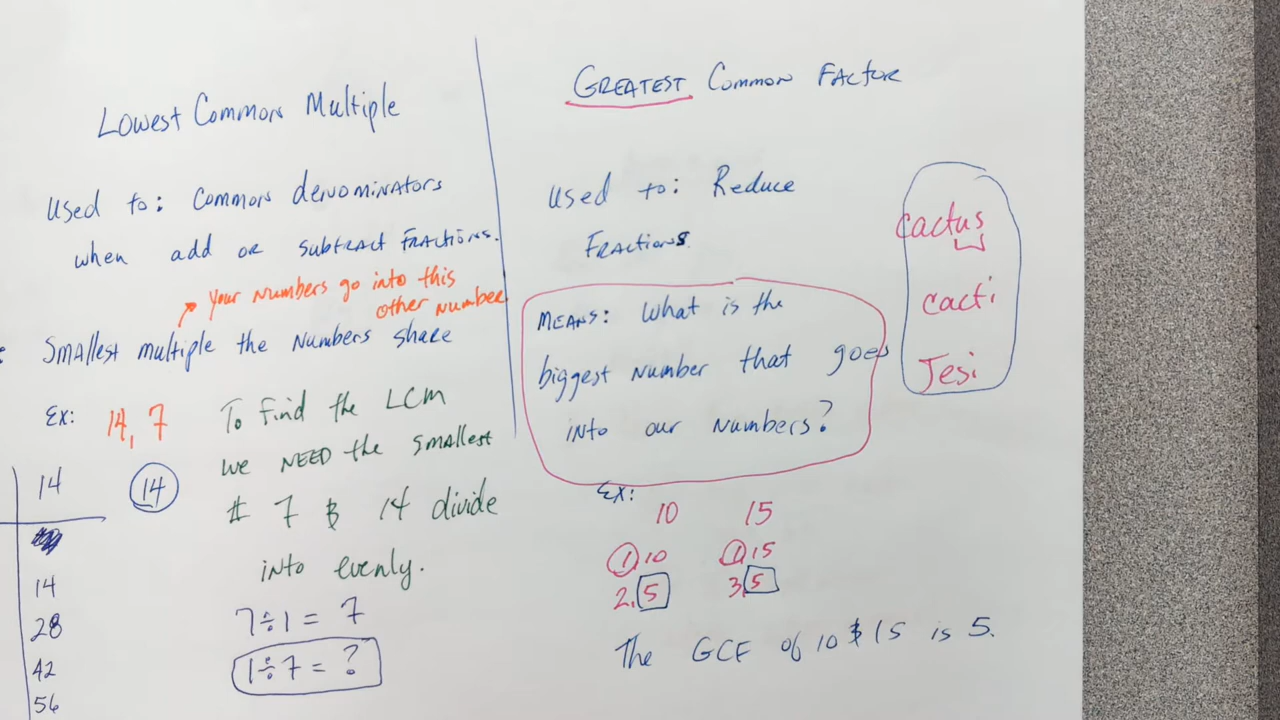 Lowest Common Multiple
Used to: Common denominators
when add or subtract fractions.
Your numbers go into this
other number
Smallest multiple the numbers share
Ex: 14, 7
14
14
14
28
42
56
To find the LCM
we NEED the smallest
# 7 & 14 divide
into evenly.
7÷1 = 7
1÷7 = ?
GREATEST Common Factor
Used to: Reduce
Fractions.
MEANS: What is the
biggest number that goes
into our numbers?
Ex:
10 15
1, 10 1, 15
2, 5 3, 5
The GCF of 10 & 15 is 5.
cactus
cacti
Jesi